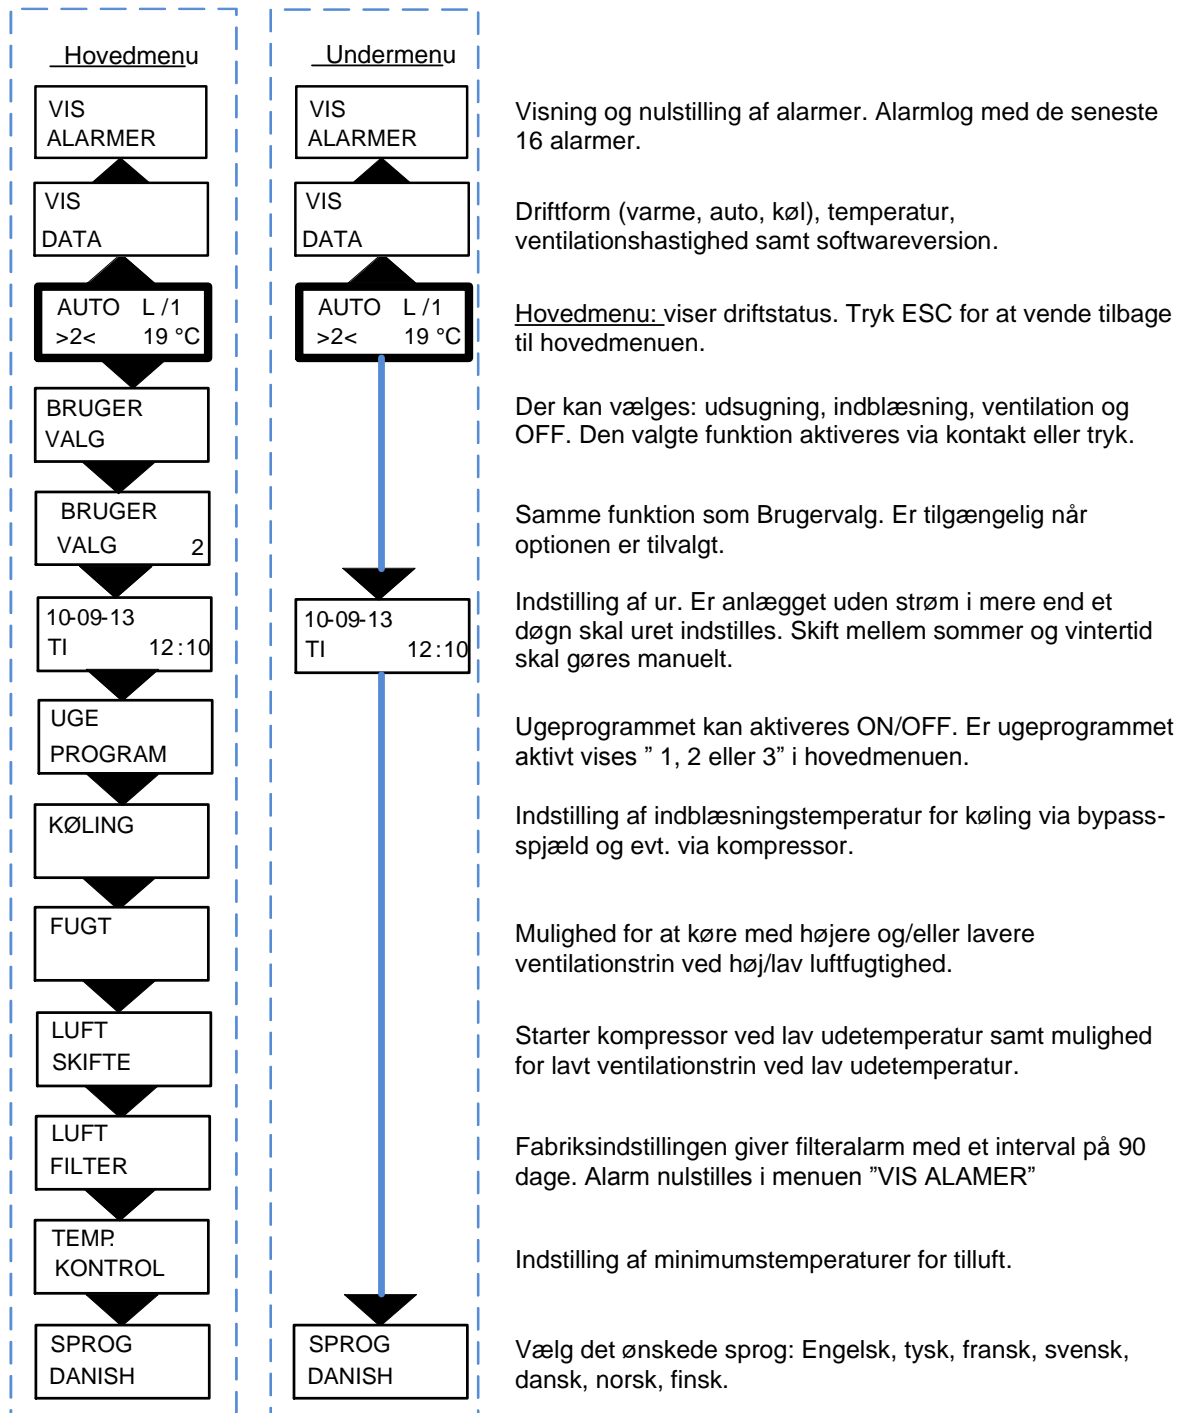 Hovedmenu
Undermenu
VIS
ALARMER
VIS
ALARMER
Visning og nulstilling af alarmer. Alarmlog med de seneste
16 alarmer.
VIS
DATA
VIS
DATA
Driftform (varme, auto, køl), temperatur,
ventilationshastighed samt softwareversion.
AUTO L /1
>2< 19 °C
AUTO L /1
>2< 19 °C
Hovedmenu: viser driftstatus. Tryk ESC for at vende tilbage
til hovedmenuen.
BRUGER
VALG
Der kan vælges: udsugning, indblæsning, ventilation og
OFF. Den valgte funktion aktiveres via kontakt eller tryk.
BRUGER
VALG 2
Samme funktion som Brugervalg. Er tilgængelig når
optionen er tilvalgt.
10-09-13
TI 12:10
10-09-13
TI 12:10
Indstilling af ur. Er anlægget uden strøm i mere end et
døgn skal uret indstilles. Skift mellem sommer og vintertid
skal gøres manuelt.
UGE
PROGRAM
Ugeprogrammet kan aktiveres ON/OFF. Er ugeprogrammet
aktivt vises ” 1, 2 eller 3” i hovedmenuen.
KØLING
Indstilling af indblæsningstemperatur for køling via bypass-
spjæld og evt. via kompressor.
FUGT
Mulighed for at køre med højere og/eller lavere
ventilationstrin ved høj/lav luftfugtighed.
LUFT
SKIFTE
Starter kompressor ved lav udetemperatur samt mulighed
for lavt ventilationstrin ved lav udetemperatur.
LUFT
FILTER
Fabriksindstillingen giver filteralarm med et interval på 90
dage. Alarm nulstilles i menuen ”VIS ALAMER”
TEMP.
KONTROL
Indstilling af minimumstemperaturer for tilluft.
SPROG
DANISH
SPROG
DANISH
Vælg det ønskede sprog: Engelsk, tysk, fransk, svensk,
dansk, norsk, finsk.